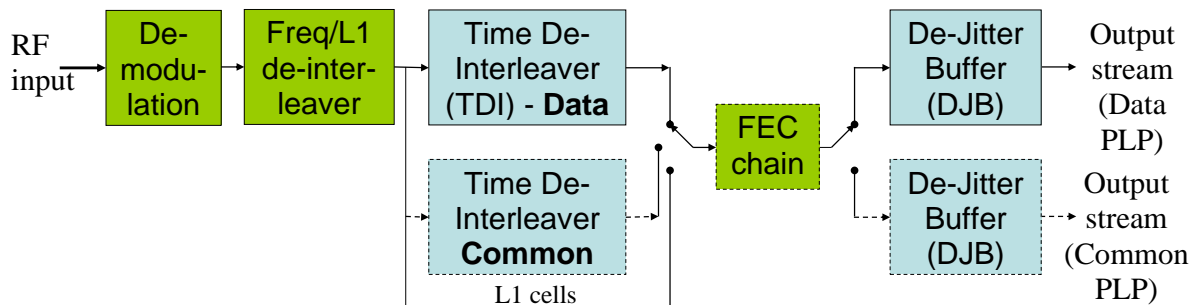 RF
input
De-
modu-
lation
Freq/L1
de-inter-
leaver
Time De-
Interleaver
(TDI) - Data
Time De-
Interleaver
Common
L1 cells
FEC
chain
De-Jitter
Buffer
(DJB)
Output
stream
(Data
PLP)
De-Jitter
Buffer
(DJB)
Output
stream
(Common
PLP)